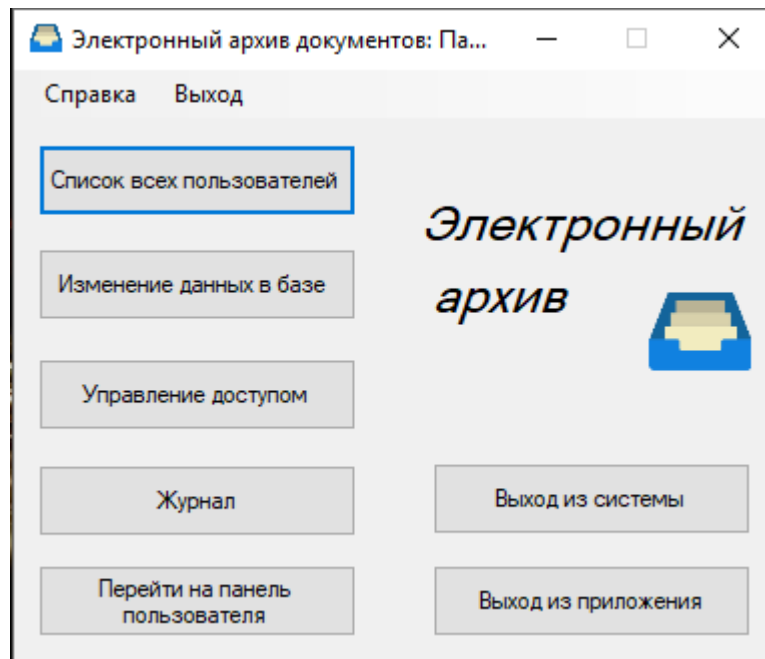 Электронный архив документов: Па...
Справка Выход
Список всех пользователей
Изменение данных в базе
Управление доступом
Журнал
Перейти на панель
пользователя
Электронный
архив
Выход из системы
Выход из приложения